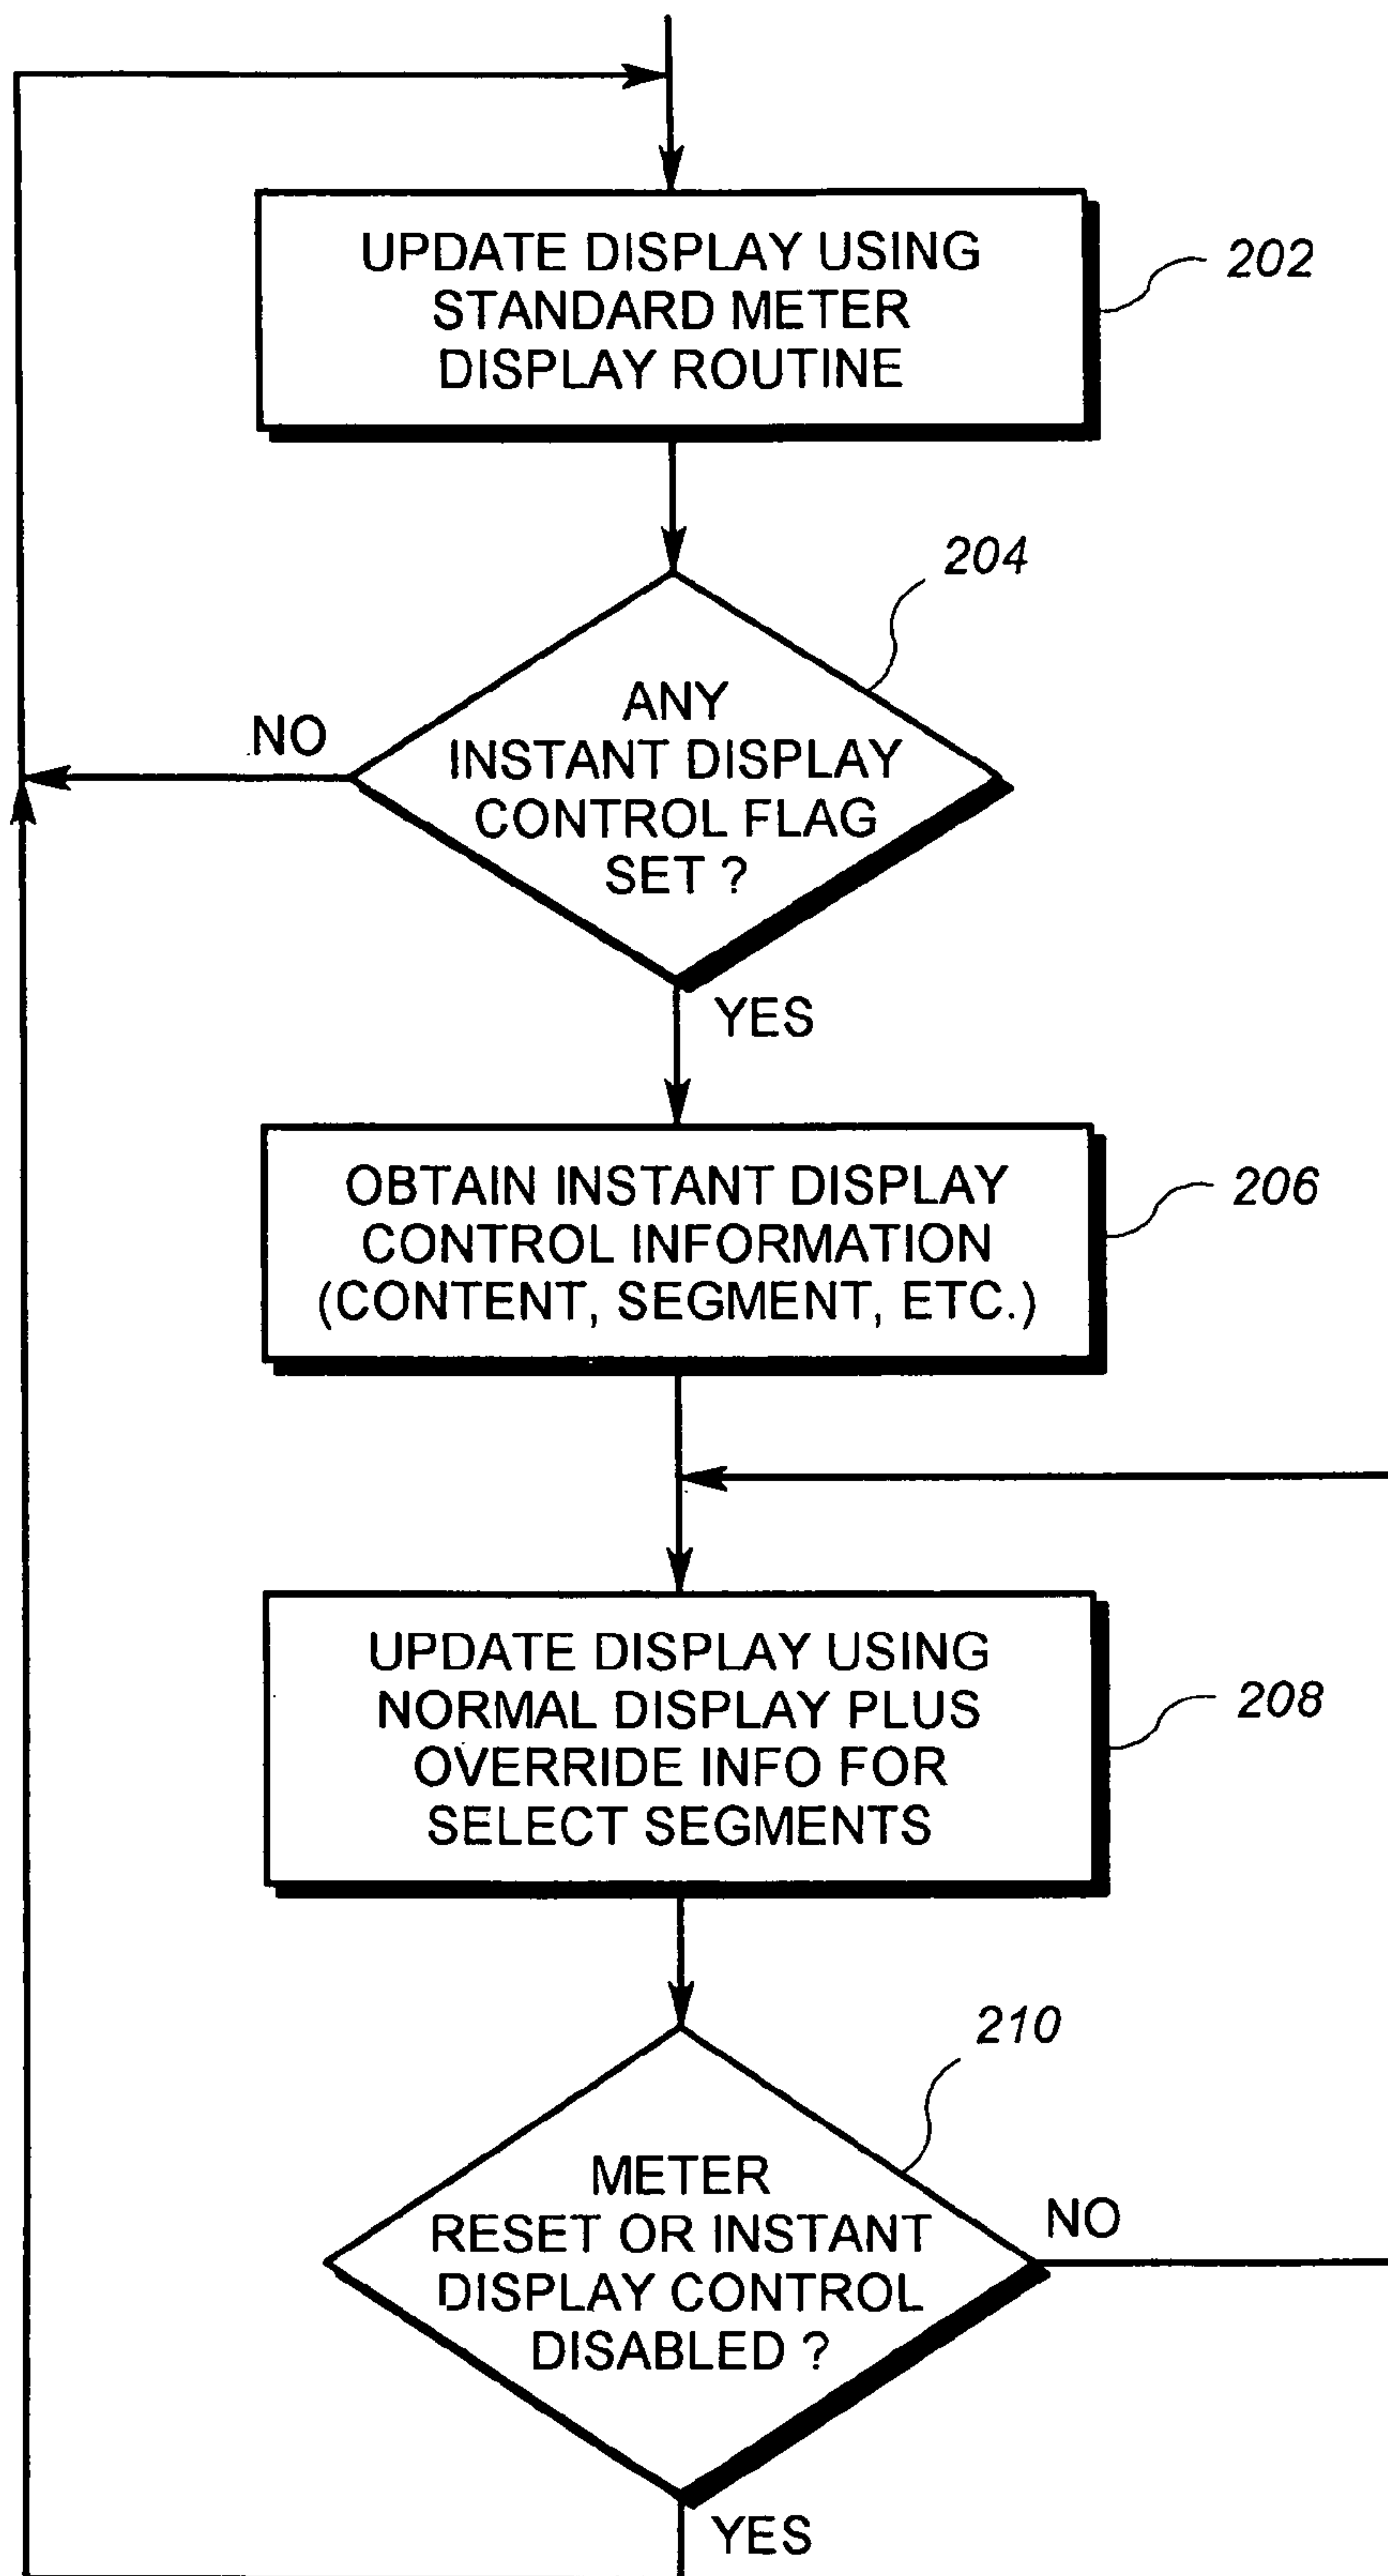 UPDATE DISPLAY USING
STANDARD METER
DISPLAY ROUTINE
202
204
ANY
INSTANT DISPLAY
CONTROL FLAG
SET ?
NO
YES
OBTAIN INSTANT DISPLAY
CONTROL INFORMATION
(CONTENT, SEGMENT, ETC.)
206
UPDATE DISPLAY USING
NORMAL DISPLAY PLUS
OVERRIDE INFO FOR
SELECT SEGMENTS
208
210
METER
RESET OR INSTANT
DISPLAY CONTROL
DISABLED ?
NO
YES